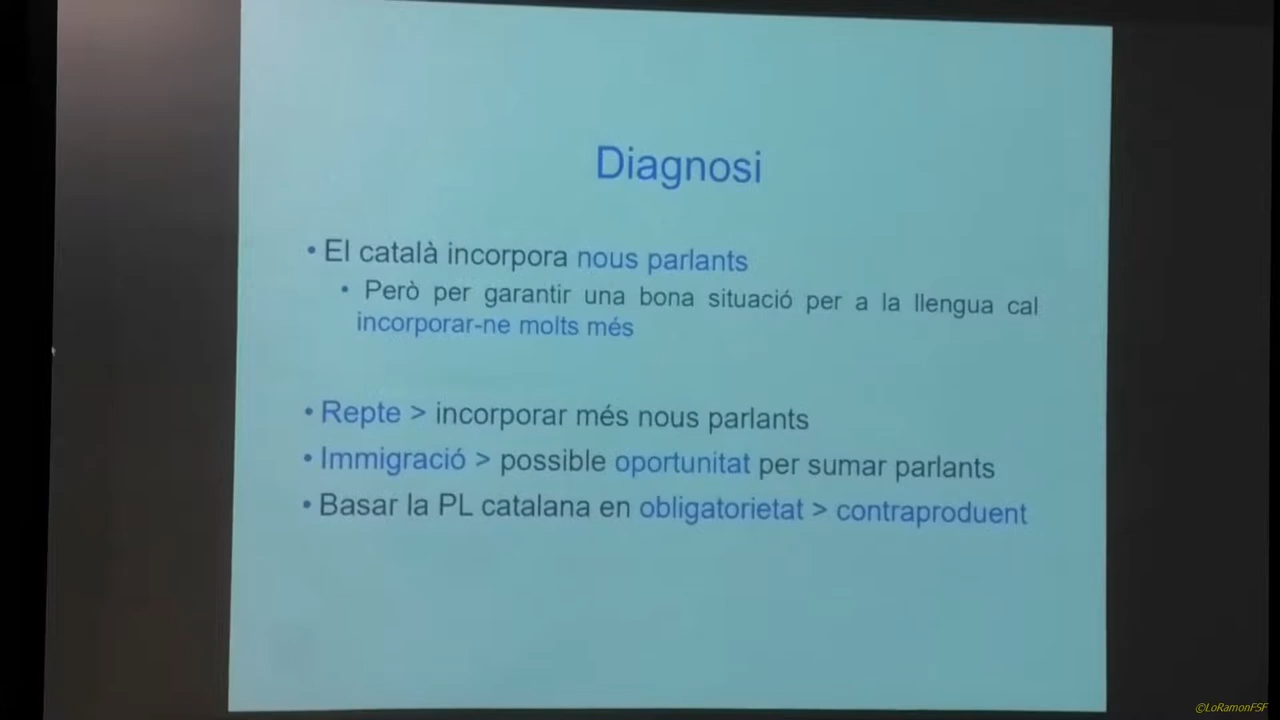 Diagnosi
• El català incorpora nous parlants
• Però per garantir una bona situació per a la llengua cal
incorporar-ne molts més
• Repte > incorporar més nous parlants
• Immigració > possible oportunitat per sumar parlants
• Basar la PL catalana en obligatorietat > contraproduent
©LoRamonFSF